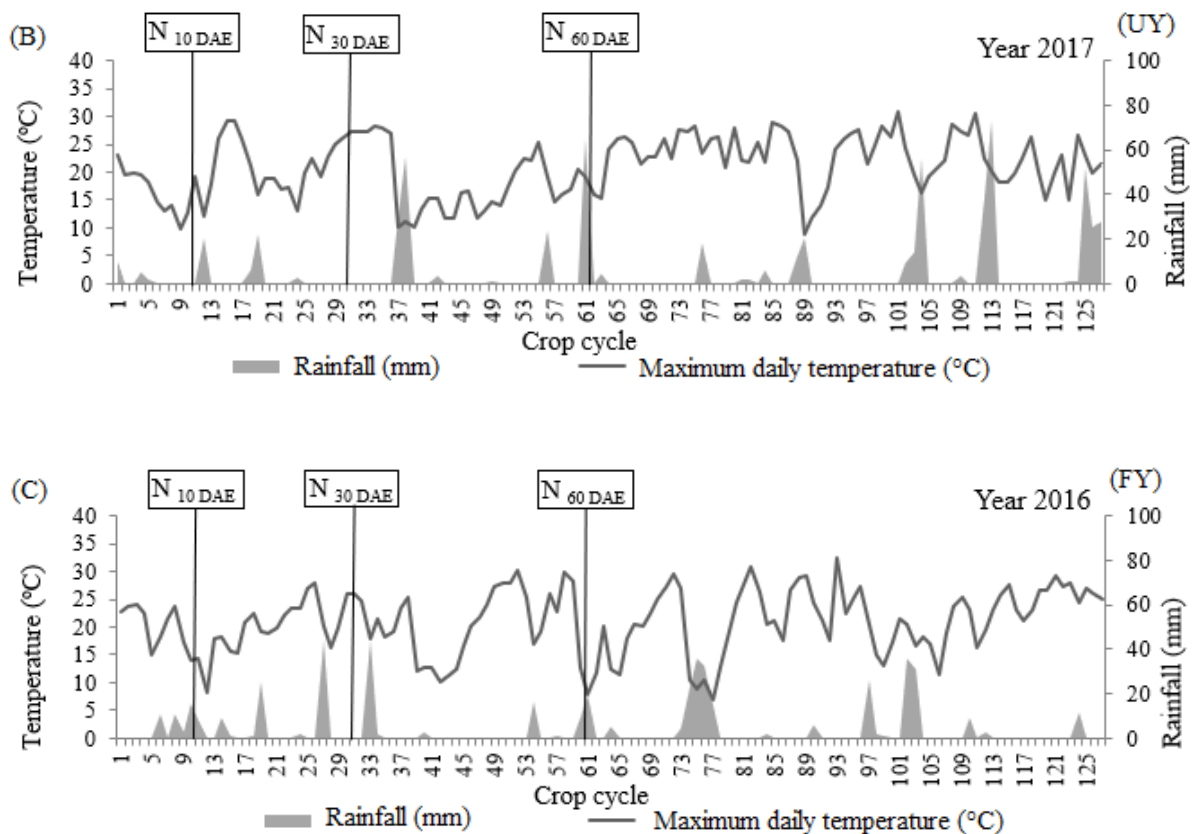 (B)
N 10 DAE
N 30 DAE
N 60 DAE
(UY)
Year 2017
Temperature (°C)
40
35
30
25
20
15
10
5
0
100
80
60
40
20
0
Rainfall (mm)
1 5 9 13 17 21 25 29 33 37 41 45 49 53 57 61 65 69 73 77 81 85 89 93 97 101 105 109 113 117 121 125
Crop cycle
Rainfall (mm) Maximum daily temperature (°C)
(C)
N 10 DAE
N 30 DAE
N 60 DAE
(FY)
Year 2016
Temperature (°C)
40
35
30
25
20
15
10
5
0
100
80
60
40
20
0
Rainfall (mm)
1 5 9 13 17 21 25 29 33 37 41 45 49 53 57 61 65 69 73 77 81 85 89 93 97 101 105 109 113 117 121 125
Crop cycle
Rainfall (mm) Maximum daily temperature (°C)